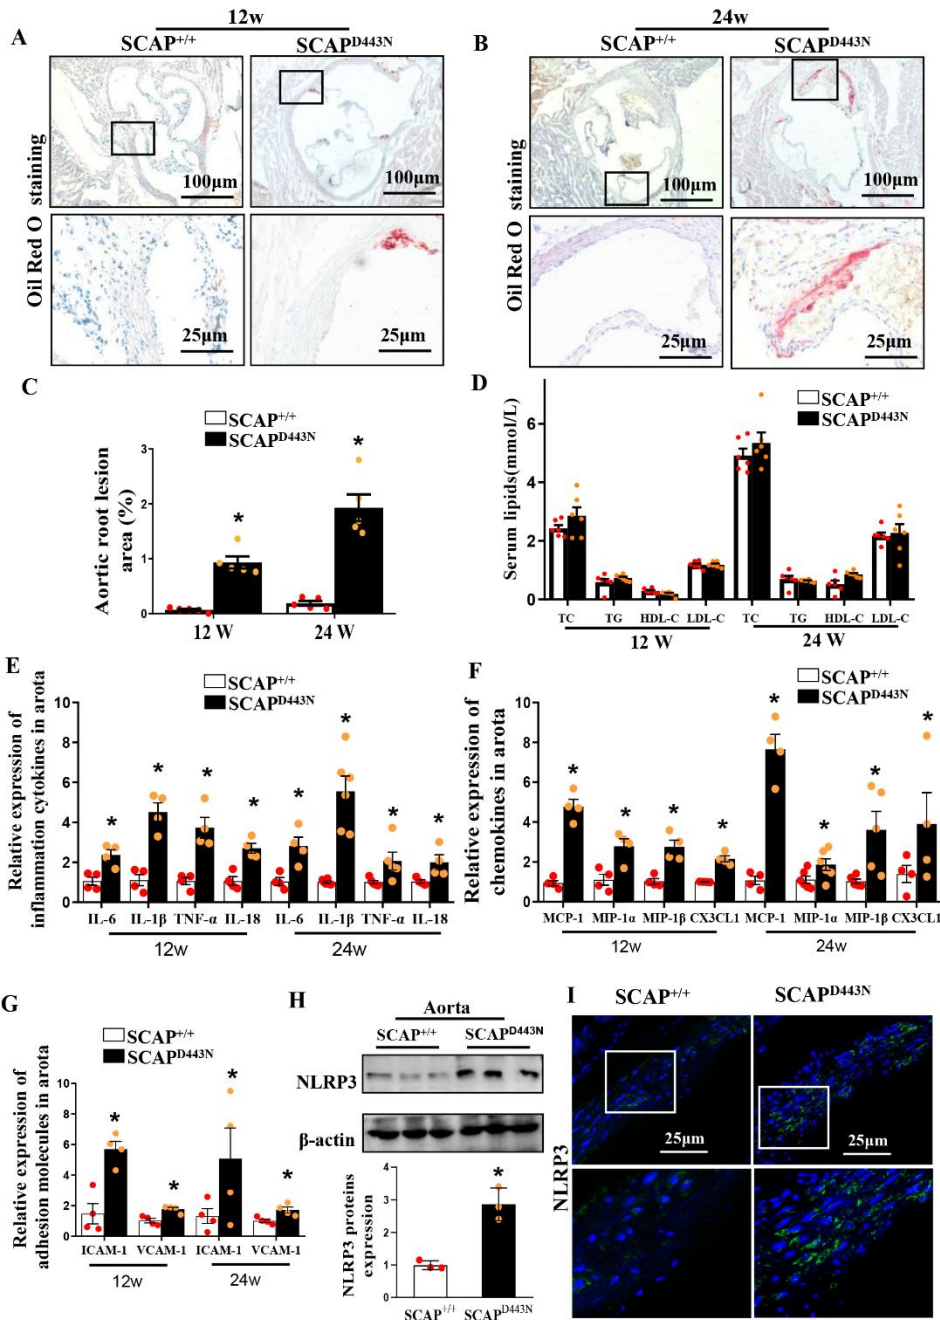 A
12w
SCAP+/+ SCAPD443N
Oil Red O staining
100μm 100μm
25μm 25μm
B
24w
SCAP+/+ SCAPD443N
Oil Red O staining
100μm 100μm
25μm 25μm
C
SCAP+/+
SCAPD443N
Aortic root lesion
area (%)
3
2
1
0
* *
12 W 24 W
D
SCAP+/+
SCAPD443N
Serum lipids(mmol/L)
6
4
2
0
TC TG HDL-C LDL-C TC TG HDL-C LDL-C
12 W 24 W
E
SCAP+/+
SCAPD443N
Relative expression of
inflammation cytokines in arota
10
8
6
4
2
0
* * * * * * * *
IL-6 IL-1β TNF-α IL-18 IL-6 IL-1β TNF-α IL-18
12w 24w
F
SCAP+/+
SCAPD443N
Relative expression of
chemokines in arota
10
8
6
4
2
0
* * * * * * * *
MCP-1 MIP-1α MIP-1β CX3CL1 MCP-1 MIP-1α MIP-1β CX3CL1
12w 24w
G
SCAP+/+
SCAPD443N
Relative expression of
adhesion molecules in arota
10
8
6
4
2
0
* * * *
ICAM-1 VCAM-1 ICAM-1 VCAM-1
12w 24w
H
Aorta
SCAP+/+ SCAPD443N
NLRP3
β-actin
NLRP3 proteins
expression
4
3
2
1
0
*
SCAP+/+ SCAPD443N
I
SCAP+/+ SCAPD443N
NLRP3
25μm 25μm